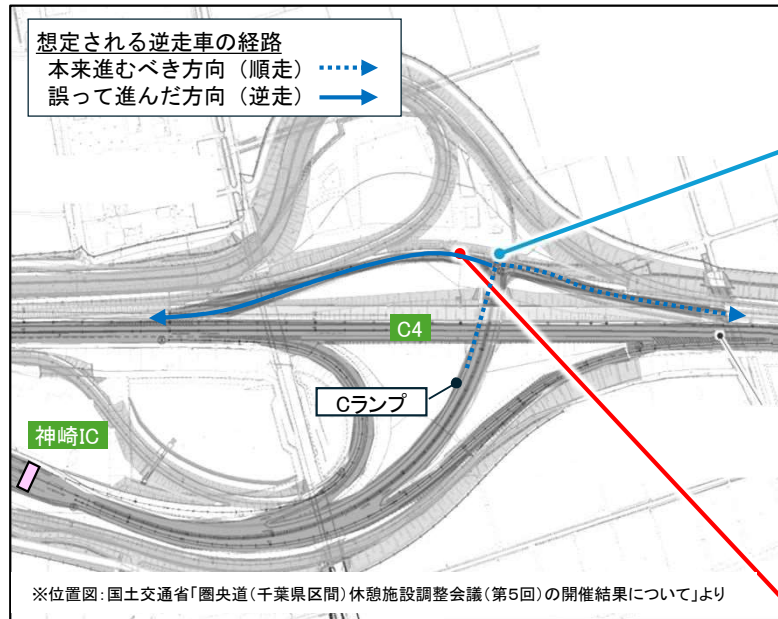 想定される逆走車の経路
本来進むべき方向（順走）
誤って進んだ方向（逆走）
C4
Cランプ
神崎IC
※位置図：国土交通省「圏央道（千葉県区間）休憩施設調整会議（第5回）の開催結果について」より